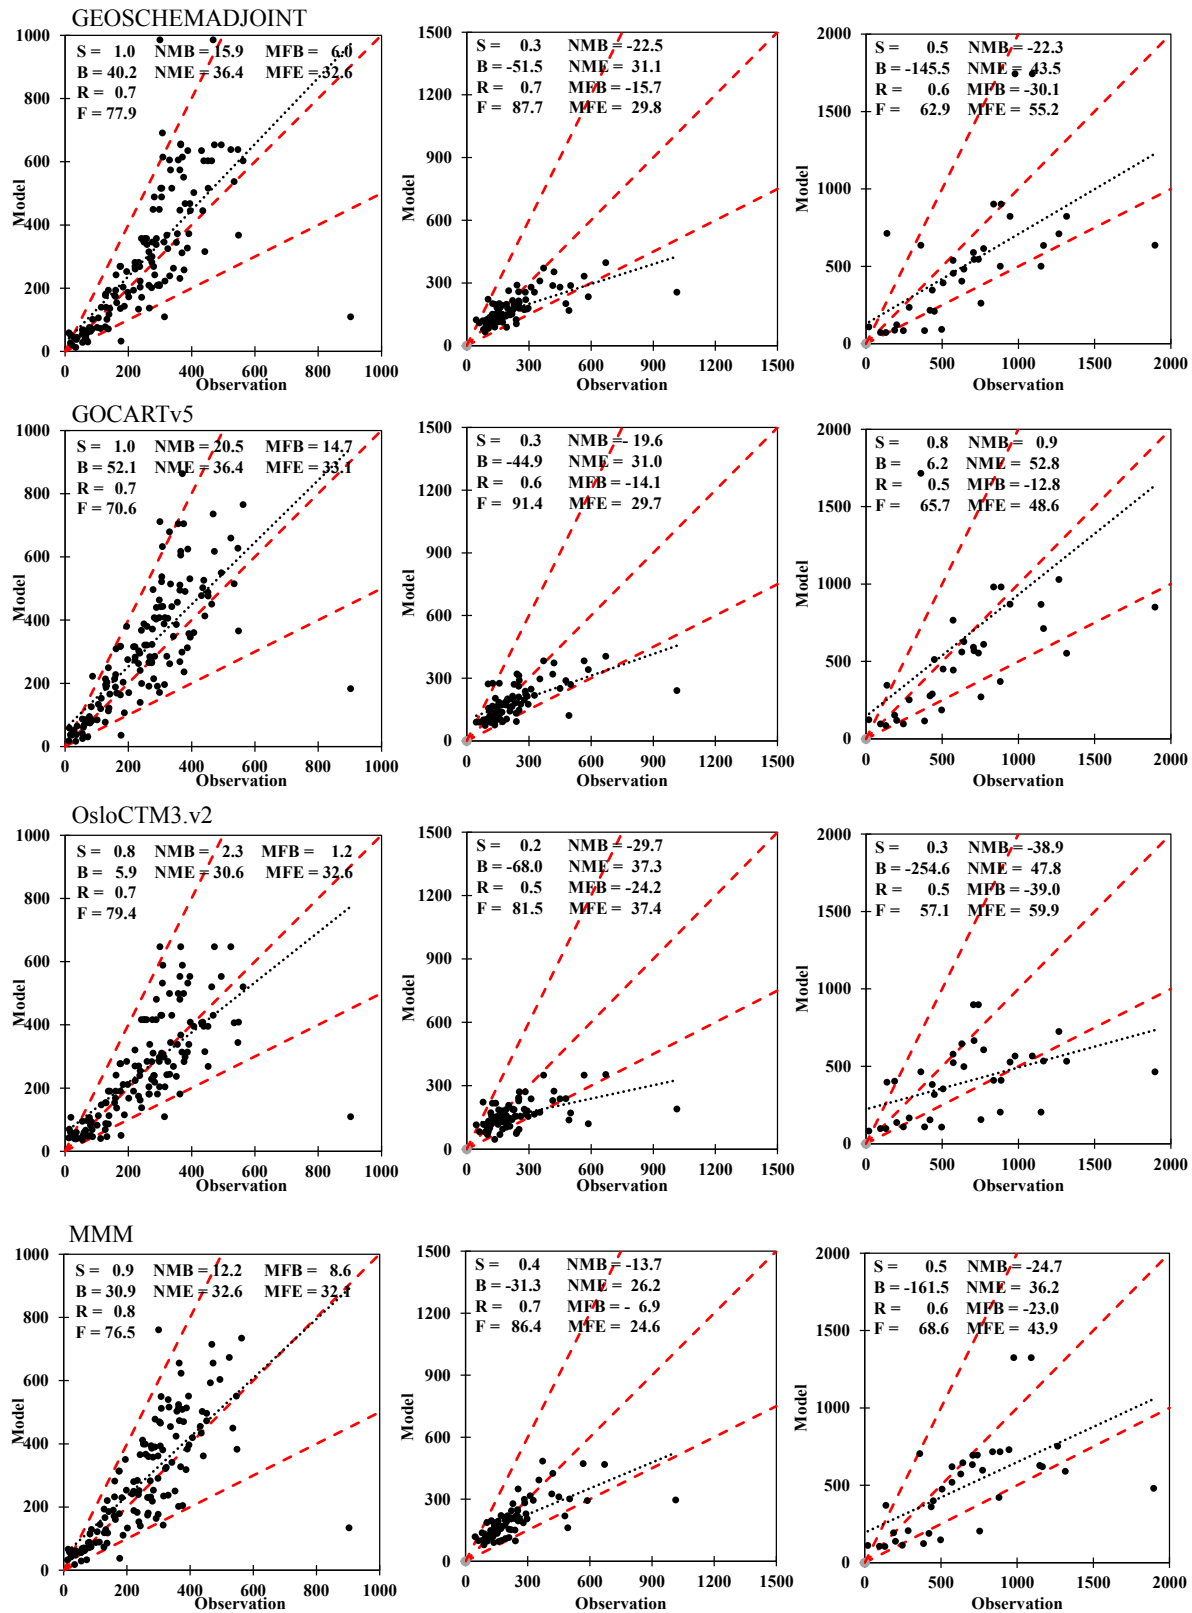 GEOSCHEMADJOINT
S = 1.0 NMB = 15.9 MFB = 6.0
B = 40.2 NME = 36.4 MFE = 32.6
R = 0.7
F = 77.9
1000
800
600
400
200
0
Model
0 200 400 600 800 1000
Observation
S = 0.3 NMB = -22.5
B = -51.5 NME = 31.1
R = 0.7 MFB = -15.7
F = 87.7 MFE = 29.8
1500
1200
900
600
300
0
Model
0 300 600 900 1200 1500
Observation
S = 0.5 NMB = -22.3
B = -145.5 NME = 43.5
R = 0.6 MFB = -30.1
F = 62.9 MFE = 55.2
2000
1500
1000
500
0
Model
0 500 1000 1500 2000
Observation
GOCARTv5
S = 1.0 NMB = 20.5 MFB = 14.7
B = 52.1 NME = 36.4 MFE = 33.1
R = 0.7
F = 70.6
1000
800
600
400
200
0
Model
0 200 400 600 800 1000
Observation
S = 0.3 NMB = - 19.6
B = -44.9 NME = 31.0
R = 0.6 MFB = -14.1
F = 91.4 MFE = 29.7
1500
1200
900
600
300
0
Model
0 300 600 900 1200 1500
Observation
S = 0.8 NMB = 0.9
B = 6.2 NME = 52.8
R = 0.5 MFB = -12.8
F = 65.7 MFE = 48.6
2000
1500
1000
500
0
Model
0 500 1000 1500 2000
Observation
OsloCTM3.v2
S = 0.8 NMB = 2.3 MFB = 1.2
B = 5.9 NME = 30.6 MFE = 32.6
R = 0.7
F = 79.4
1000
800
600
400
200
0
Model
0 200 400 600 800 1000
Observation
S = 0.2 NMB = -29.7
B = -68.0 NME = 37.3
R = 0.5 MFB = -24.2
F = 81.5 MFE = 37.4
1500
1200
900
600
300
0
Model
0 300 600 900 1200 1500
Observation
S = 0.3 NMB = -38.9
B = -254.6 NME = 47.8
R = 0.5 MFB = -39.0
F = 57.1 MFE = 59.9
2000
1500
1000
500
0
Model
0 500 1000 1500 2000
Observation
MMM
S = 0.9 NMB = 12.2 MFB = 8.6
B = 30.9 NME = 32.6 MFE = 32.1
R = 0.8
F = 76.5
1000
800
600
400
200
0
Model
0 200 400 600 800 1000
Observation
S = 0.4 NMB = -13.7
B = -31.3 NME = 26.2
R = 0.7 MFB = - 6.9
F = 86.4 MFE = 24.6
1500
1200
900
600
300
0
Model
0 300 600 900 1200 1500
Observation
S = 0.5 NMB = -24.7
B = -161.5 NME = 36.2
R = 0.6 MFB = -23.0
F = 68.6 MFE = 43.9
2000
1500
1000
500
0
Model
0 500 1000 1500 2000
Observation